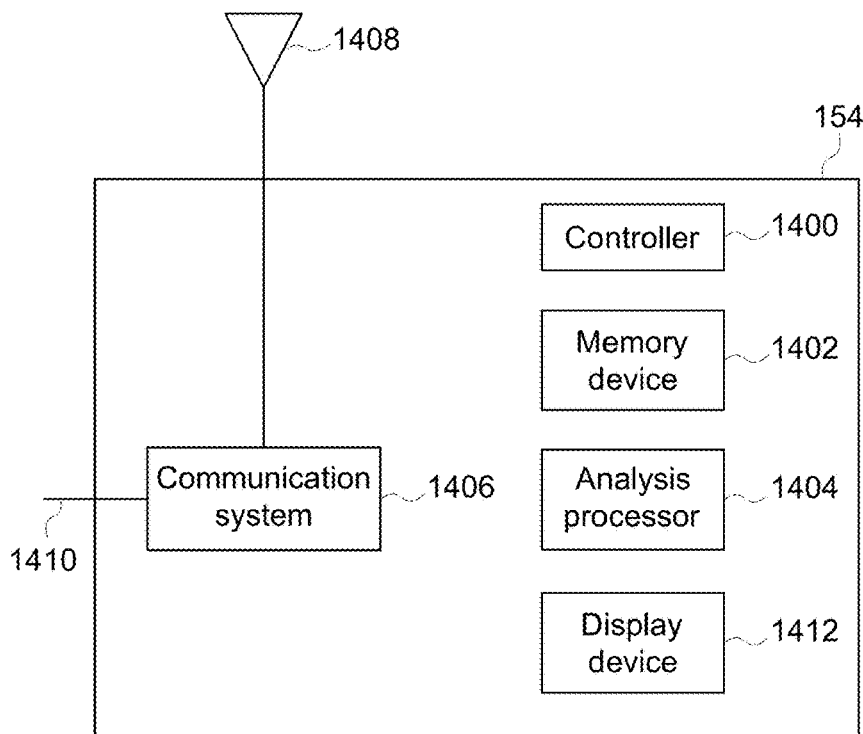 1408
154
Controller
1400
Memory
device
1402
Communication
system
1406
Analysis
processor
1404
1410
Display
device
1412